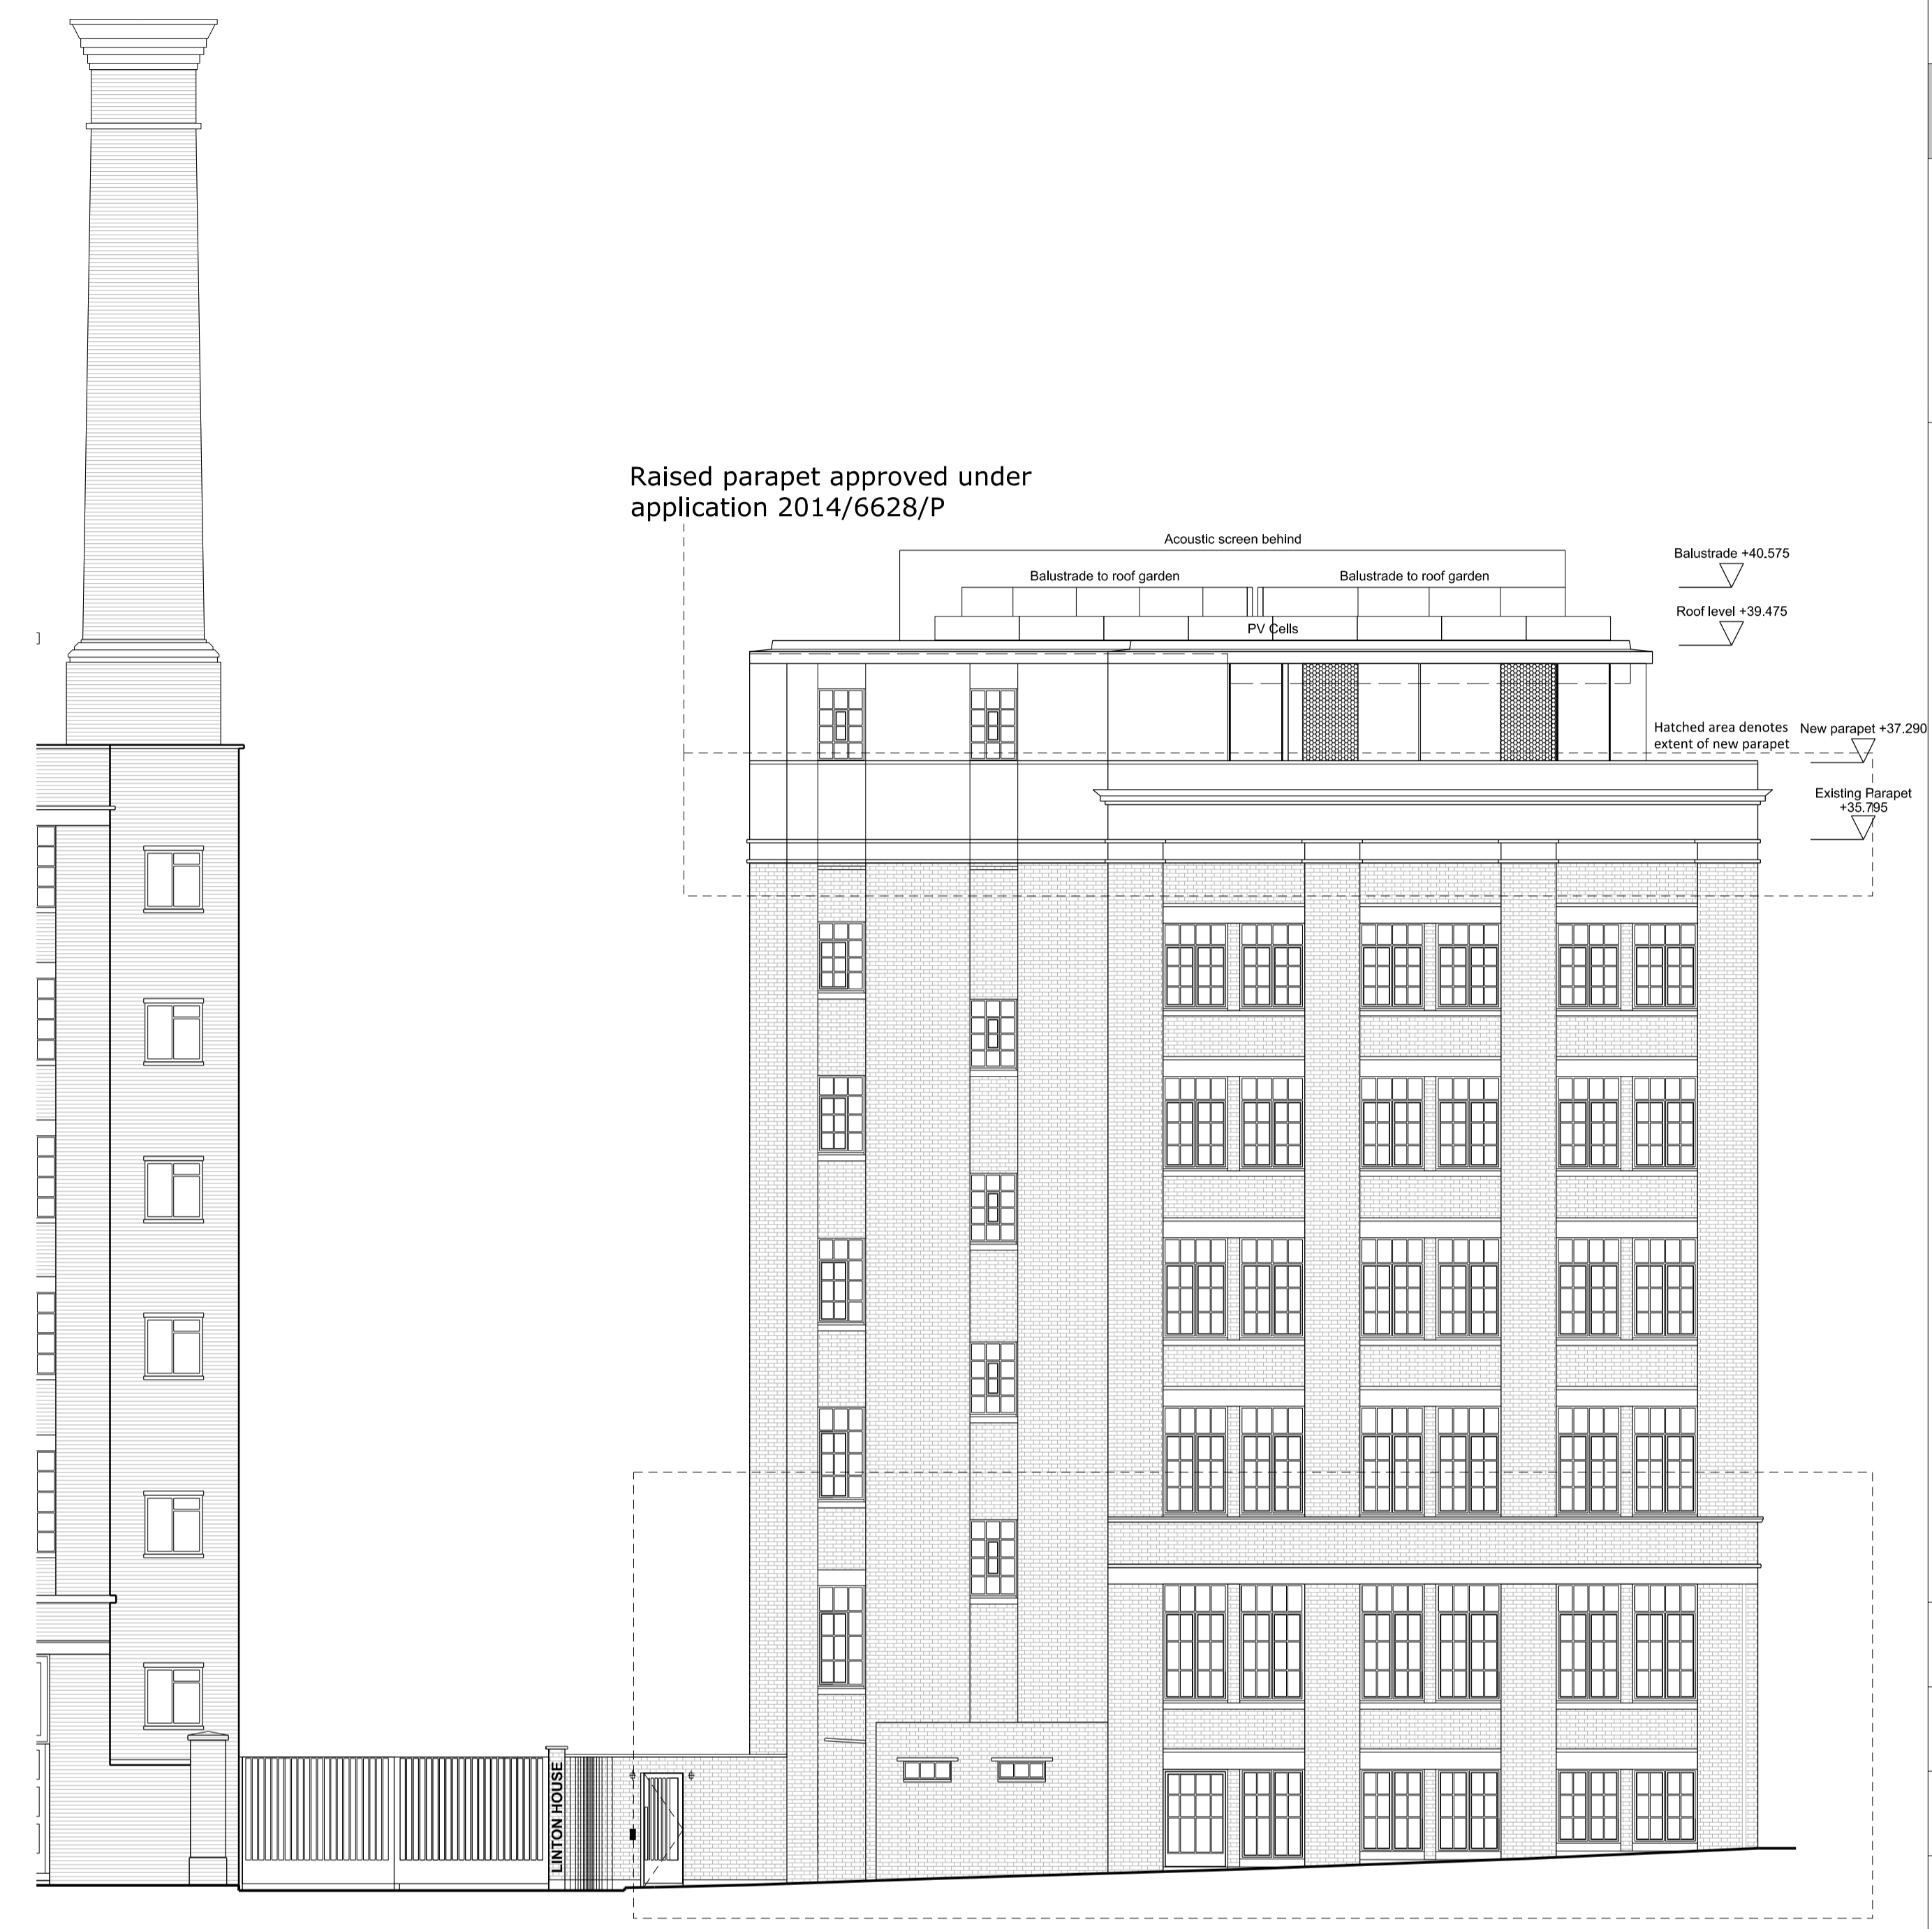 Raised parapet approved under
application 2014/6628/P
Acoustic screen behind
Balustrade to roof garden
Balustrade to roof garden
PV Cells
Balustrade +40.575
Roof level +39.475
Hatched area denotes
extent of new parapet
New parapet +37.290
Existing Parapet
+35.795
LINTON HOUSE